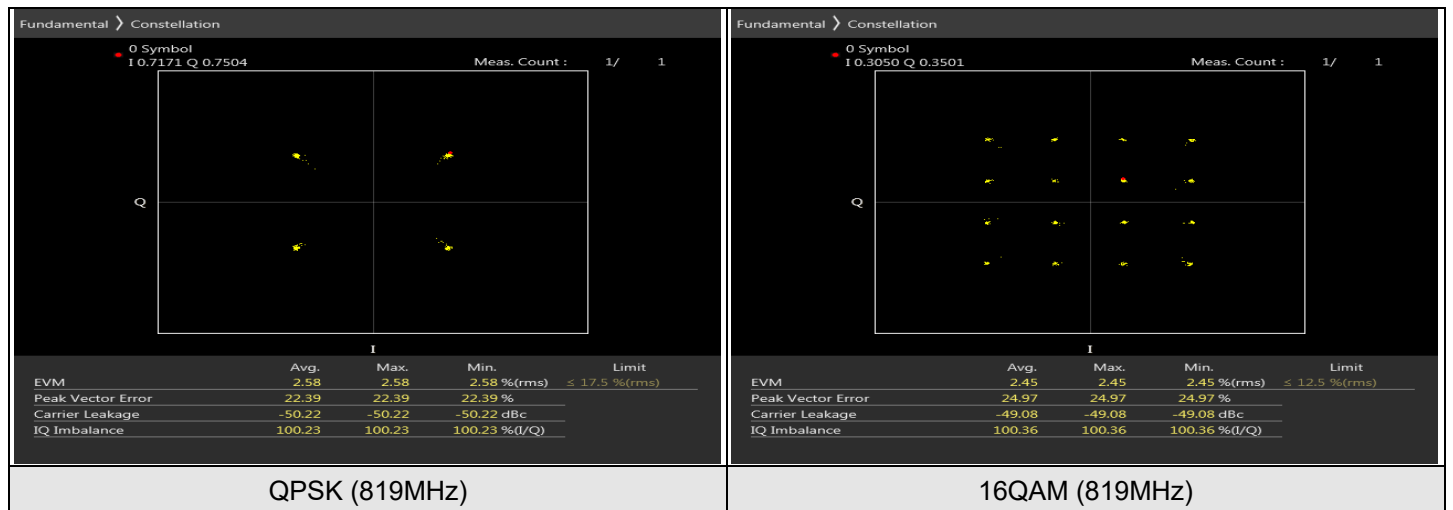 Fundamental ❯ Constellation
0 Symbol
I 0.7171 Q 0.7504 Meas. Count : 1/ 1
Q
I
Avg. Max. Min. Limit
EVM 2.58 2.58 2.58 %(rms) ≤ 17.5 %(rms)
Peak Vector Error 22.39 22.39 22.39 %
Carrier Leakage -50.22 -50.22 -50.22 dBc
IQ Imbalance 100.23 100.23 100.23 %(I/Q)
QPSK (819MHz)
Fundamental ❯ Constellation
0 Symbol
I 0.3050 Q 0.3501 Meas. Count : 1/ 1
Q
I
Avg. Max. Min. Limit
EVM 2.45 2.45 2.45 %(rms) ≤ 12.5 %(rms)
Peak Vector Error 24.97 24.97 24.97 %
Carrier Leakage -49.08 -49.08 -49.08 dBc
IQ Imbalance 100.36 100.36 100.36 %(I/Q)
16QAM (819MHz)